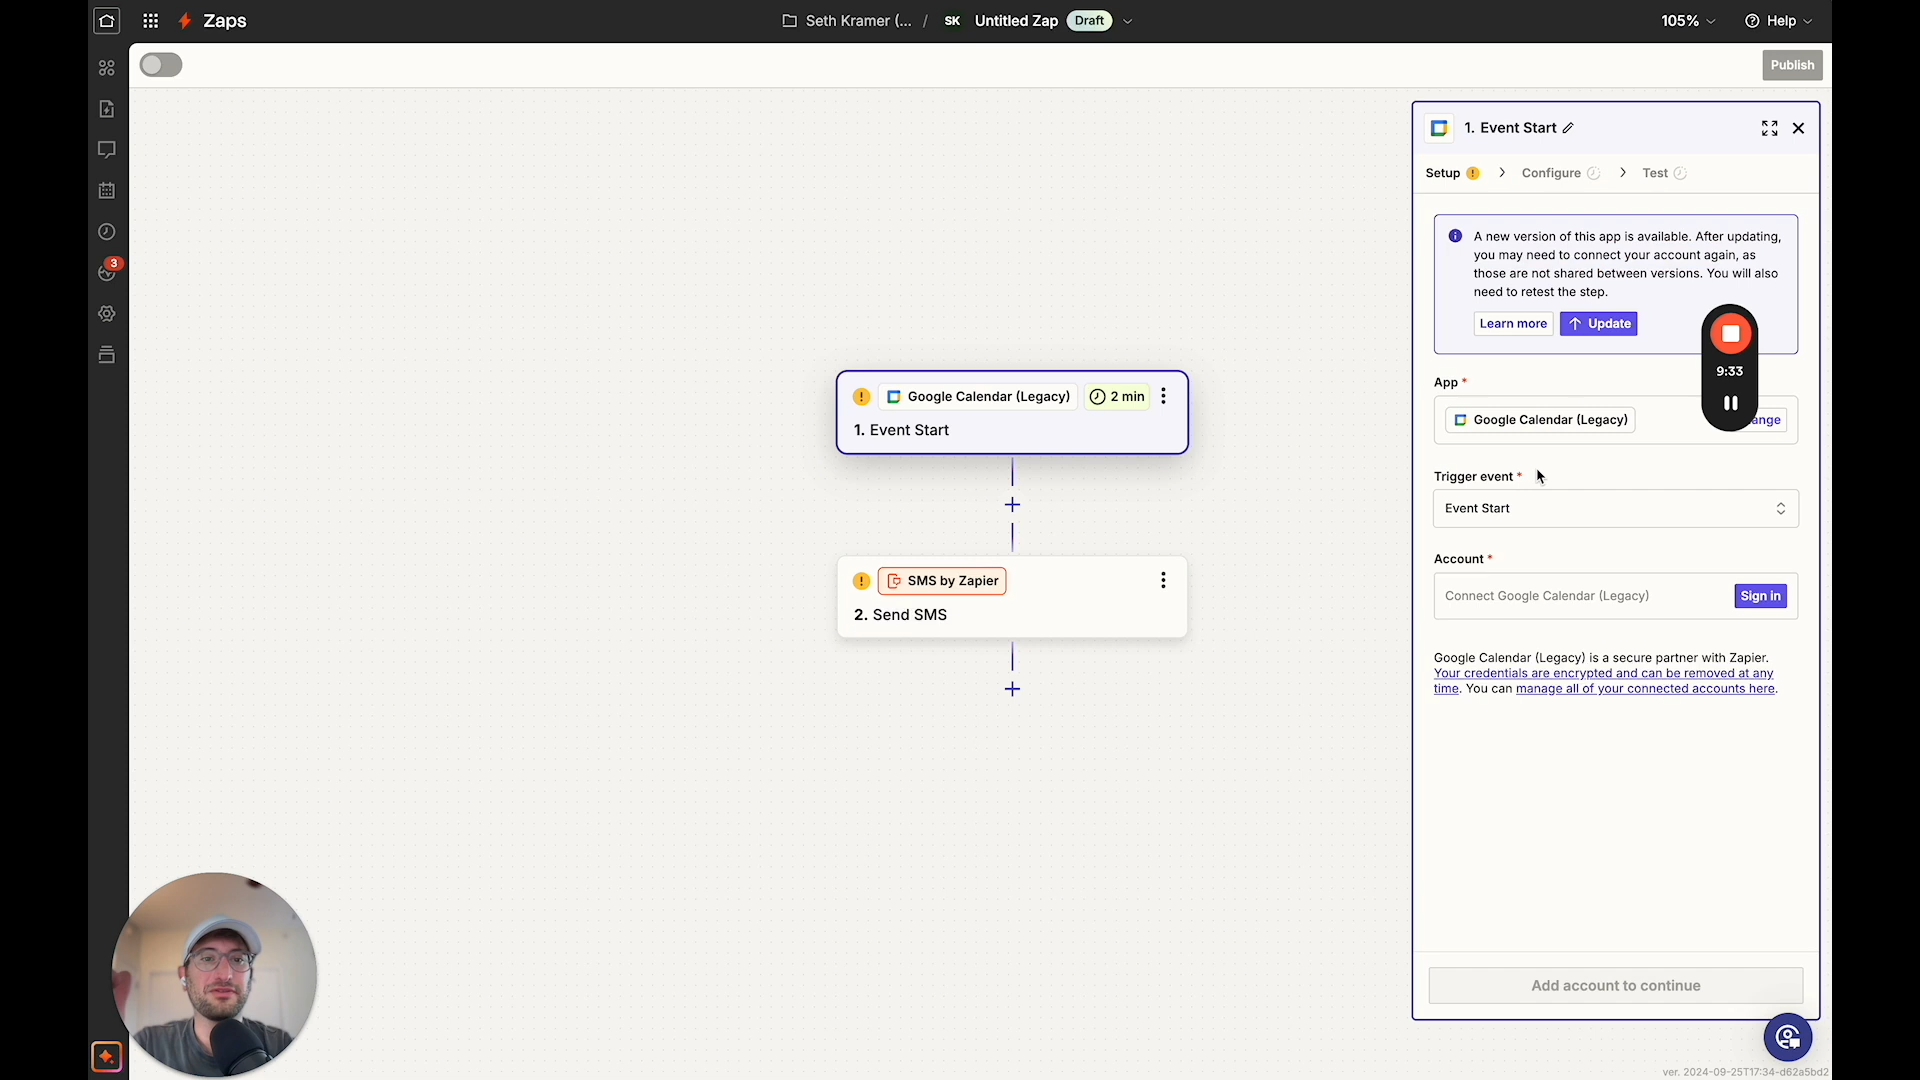 Zaps
Seth Kramer (... / SK Untitled Zap Draft
105%
Help
Publish
3
1. Event Start
Setup
Configure
Test
A new version of this app is available. After updating,
you may need to connect your account again, as
those are not shared between versions. You will also
need to retest the step.
Learn more
Update
9:33
App *
Google Calendar (Legacy)
ange
Trigger event *
Event Start
Account *
Connect Google Calendar (Legacy)
Sign in
Google Calendar (Legacy) is a secure partner with Zapier.
Your credentials are encrypted and can be removed at any
time. You can manage all of your connected accounts here.
Add account to continue
Google Calendar (Legacy)
2 min
1. Event Start
SMS by Zapier
2. Send SMS
ver. 2024-09-25T17:34-d62a5bd2